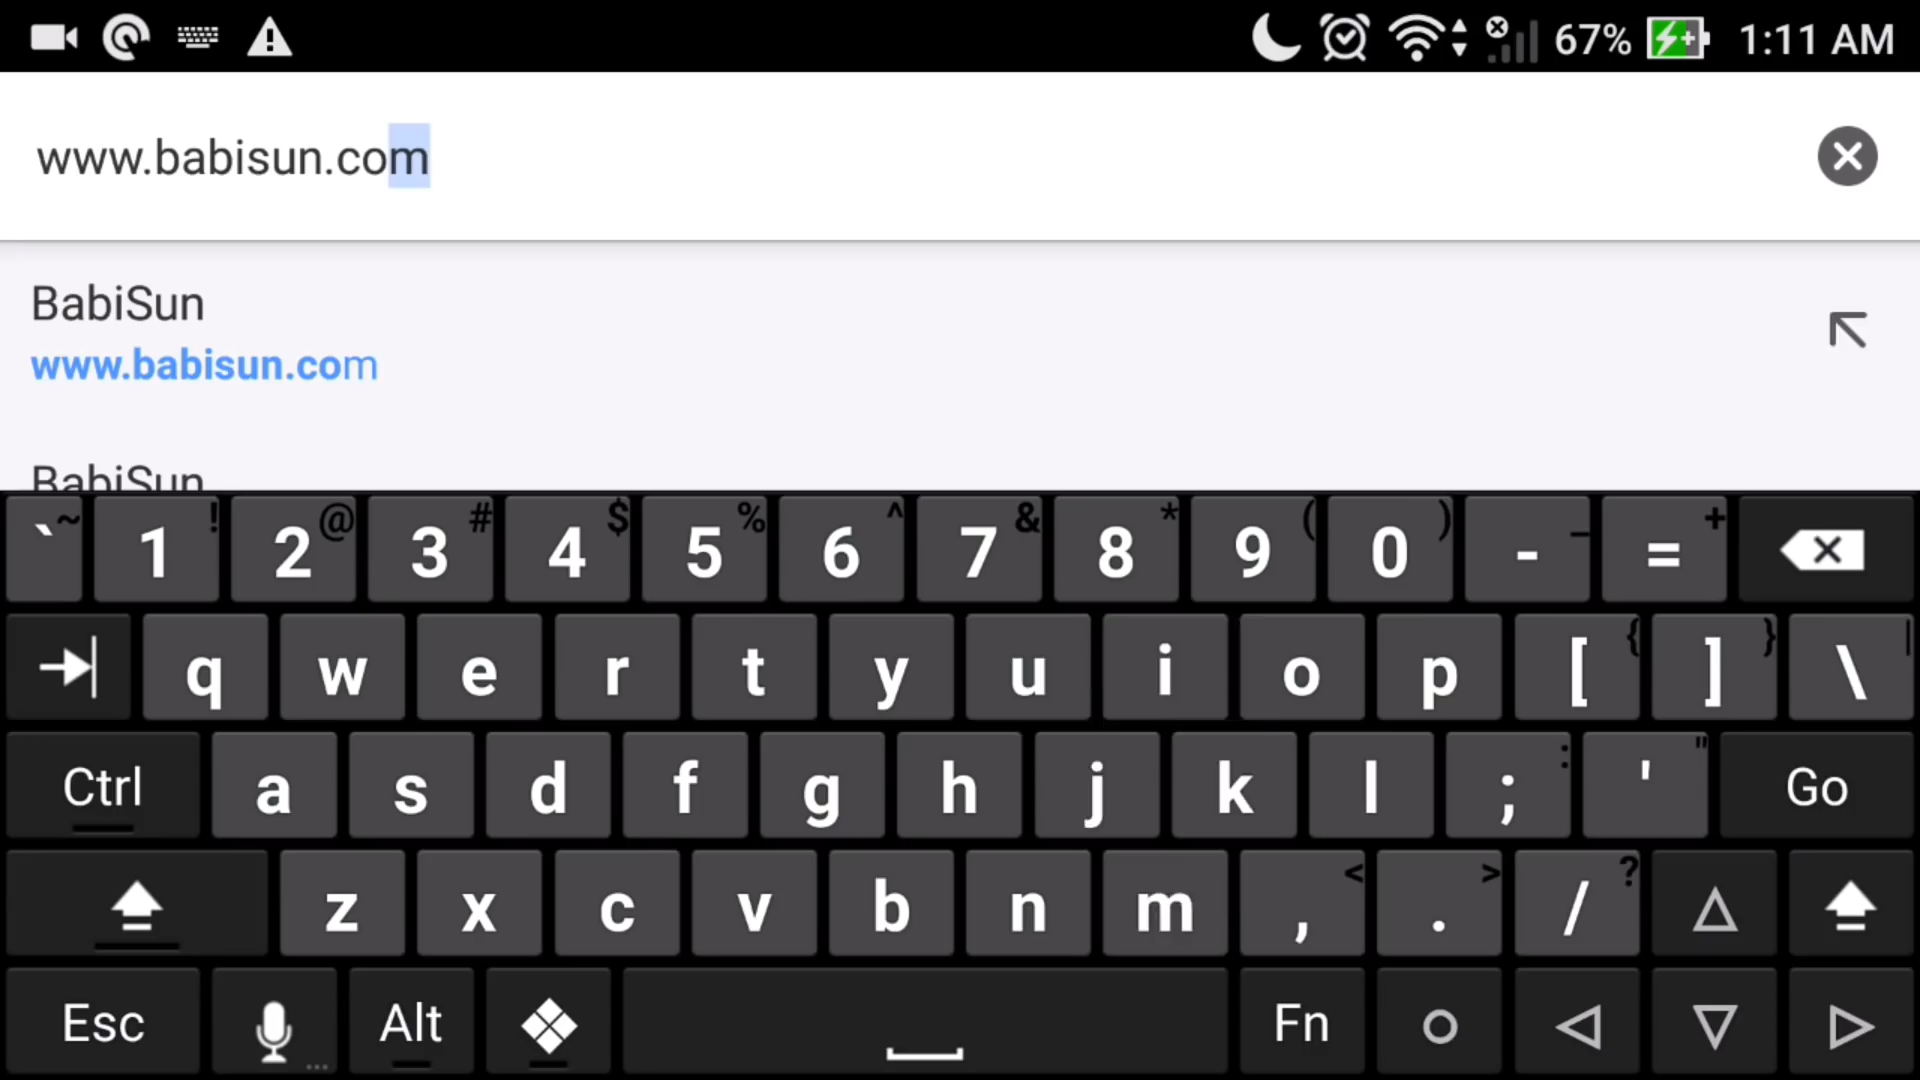 67% 1:11 AM
www.babisun.com
BabiSun
www.babisun.com
BabiSun
` ~ 1 ! 2 @ 3 # 4 $ 5 % 6 ^ 7 & 8 * 9 ( 0 ) - _ = +
q w e r t y u i o p [ { ] } \ |
Ctrl a s d f g h j k l ; : ' " Go
z x c v b n m , < . > / ?
Esc ... Alt Fn